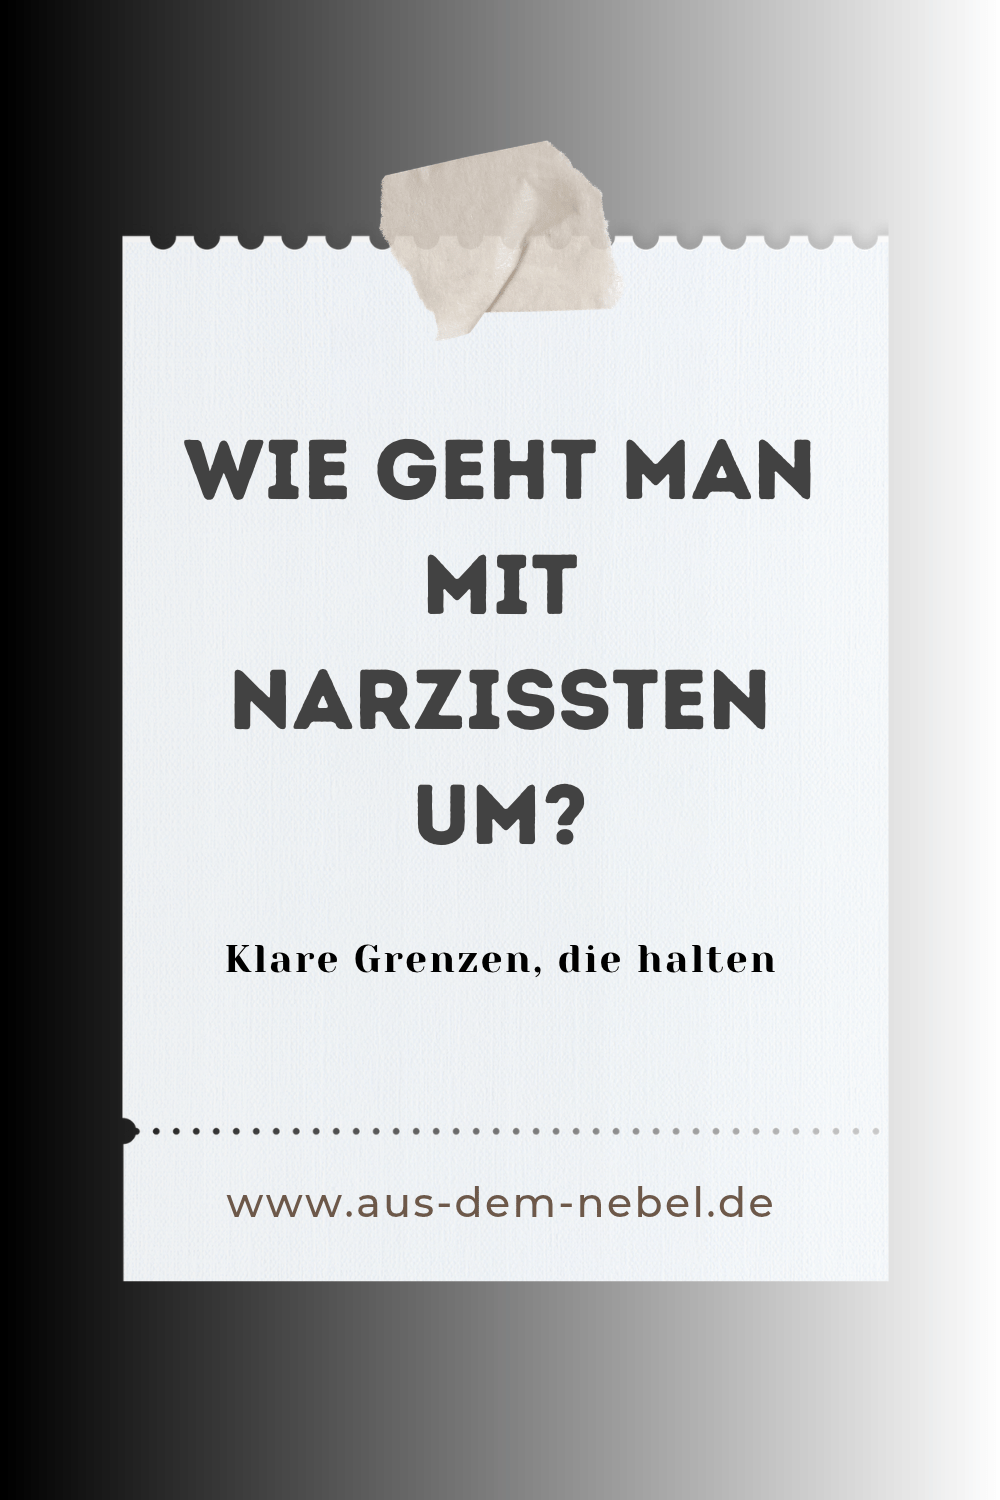 WIE GEHT MAN
MIT
NARZISSTEN
UM?
Klare Grenzen, die halten
www.aus-dem-nebel.de